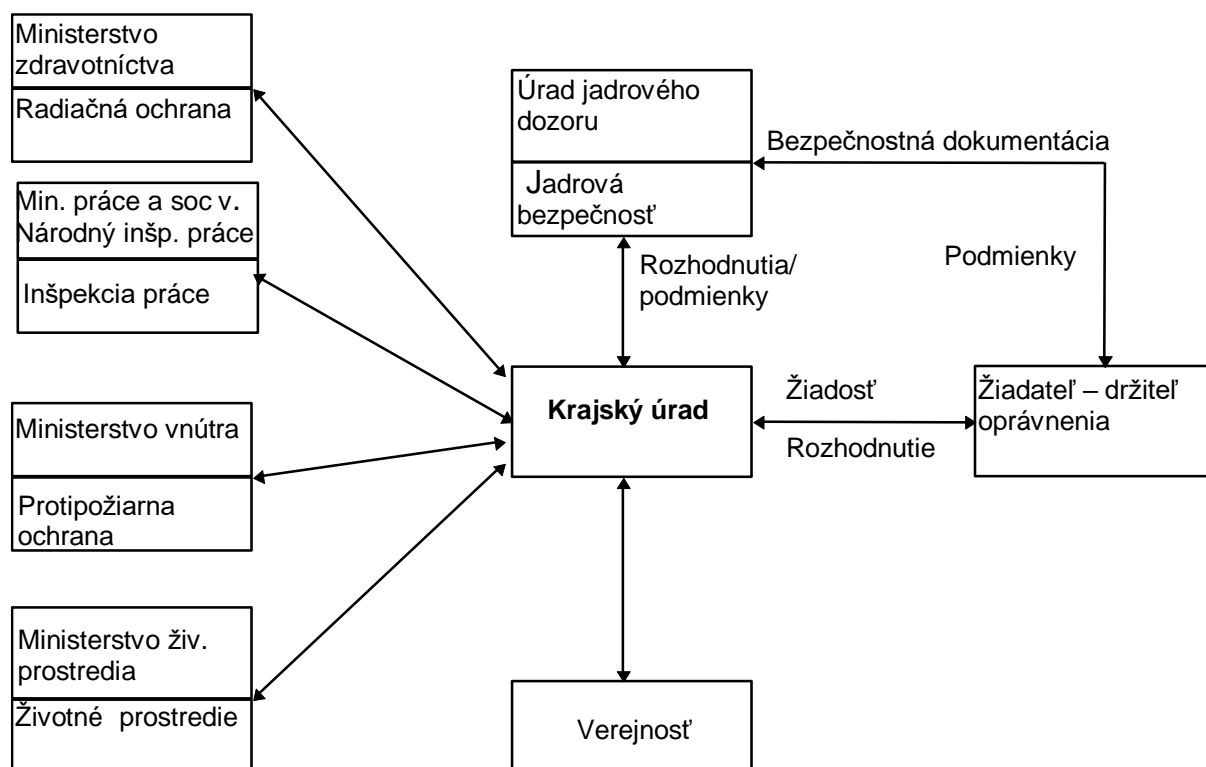 Ministerstvo
zdravotníctva
Radiačná ochrana
Min. práce a soc v.
Národný inšp. práce
Inšpekcia práce
Ministerstvo vnútra
Protipožiarna
ochrana
Ministerstvo živ.
prostredia
Životné prostredie
Úrad jadrového
dozoru
Jadrová
bezpečnosť
Rozhodnutia/
podmienky
Krajský úrad
Verejnosť
Bezpečnostná dokumentácia
Podmienky
Žiadosť
Rozhodnutie
Žiadateľ – držiteľ
oprávnenia